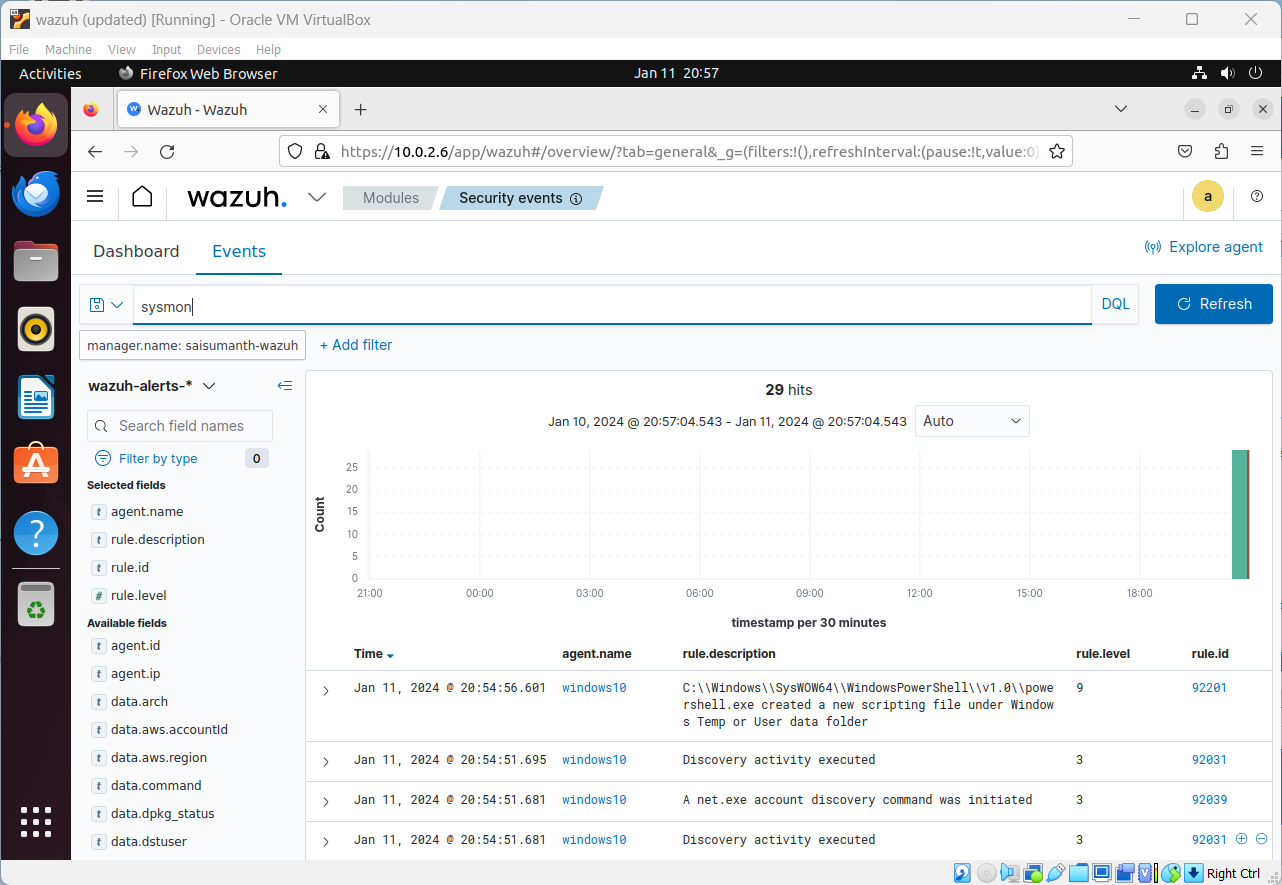 wazuh (updated) [Running] - Oracle VM VirtualBox
File Machine View Input Devices Help
Activities Firefox Web Browser Jan 11 20:57
Wazuh - Wazuh
https://10.0.2.6/app/wazuh#/overview/?tab=general&_g=(filters:!(),refreshInterval:(pause:!t,value:0)
wazuh. Modules Security events a
Dashboard Events Explore agent
sysmon DQL Refresh
manager.name: saisumanth-wazuh + Add filter
wazuh-alerts-*
Search field names
Filter by type 0
Selected fields
t agent.name
t rule.description
t rule.id
# rule.level
Available fields
t agent.id
t agent.ip
t data.arch
t data.aws.accountId
t data.aws.region
t data.command
t data.dpkg_status
t data.dstuser
29 hits
Jan 10, 2024 @ 20:57:04.543 - Jan 11, 2024 @ 20:57:04.543 Auto
Count
25
20
15
10
5
0
21:00 00:00 03:00 06:00 09:00 12:00 15:00 18:00
timestamp per 30 minutes
Time agent.name rule.description rule.level rule.id
Jan 11, 2024 @ 20:54:56.601 windows10 C:\\Windows\\SysWOW64\\WindowsPowerShell\\v1.0\\powe 9 92201
rshell.exe created a new scripting file under Window
s Temp or User data folder
Jan 11, 2024 @ 20:54:51.695 windows10 Discovery activity executed 3 92031
Jan 11, 2024 @ 20:54:51.681 windows10 A net.exe account discovery command was initiated 3 92039
Jan 11, 2024 @ 20:54:51.681 windows10 Discovery activity executed 3 92031
Right Ctrl